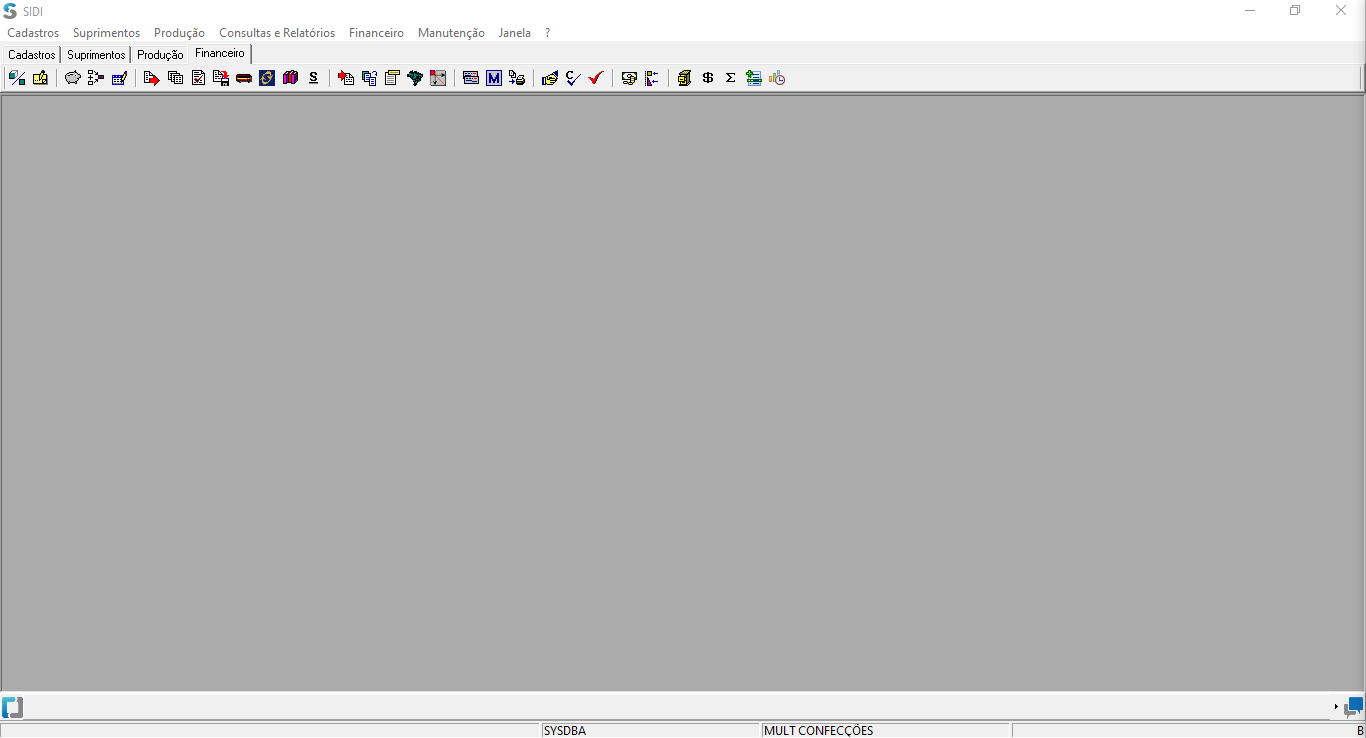 SIDI
Cadastros Suprimentos Produção Consultas e Relatórios Financeiro Manutenção Janela ?
Cadastros Suprimentos Produção Financeiro
S M C $ Σ
SYSDBA MULT CONFECÇÕES B